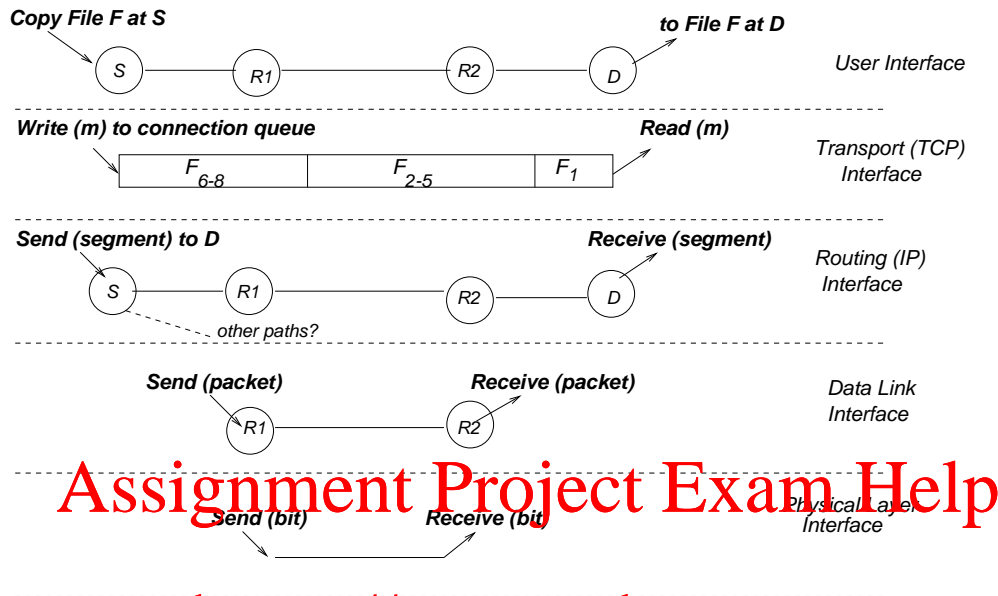 Copy File F at S
to File F at D
S
R1
R2
D
User Interface
Write (m) to connection queue
Read (m)
Transport (TCP)
Interface
F6-8
F2-5
F1
Send (segment) to D
Receive (segment)
Routing (IP)
Interface
S
R1
R2
D
other paths?
Send (packet)
Receive (packet)
Data Link
Interface
R1
R2
Assignment Project Exam Help
Physical Layer
Interface
Send (bit)
Receive (bit)